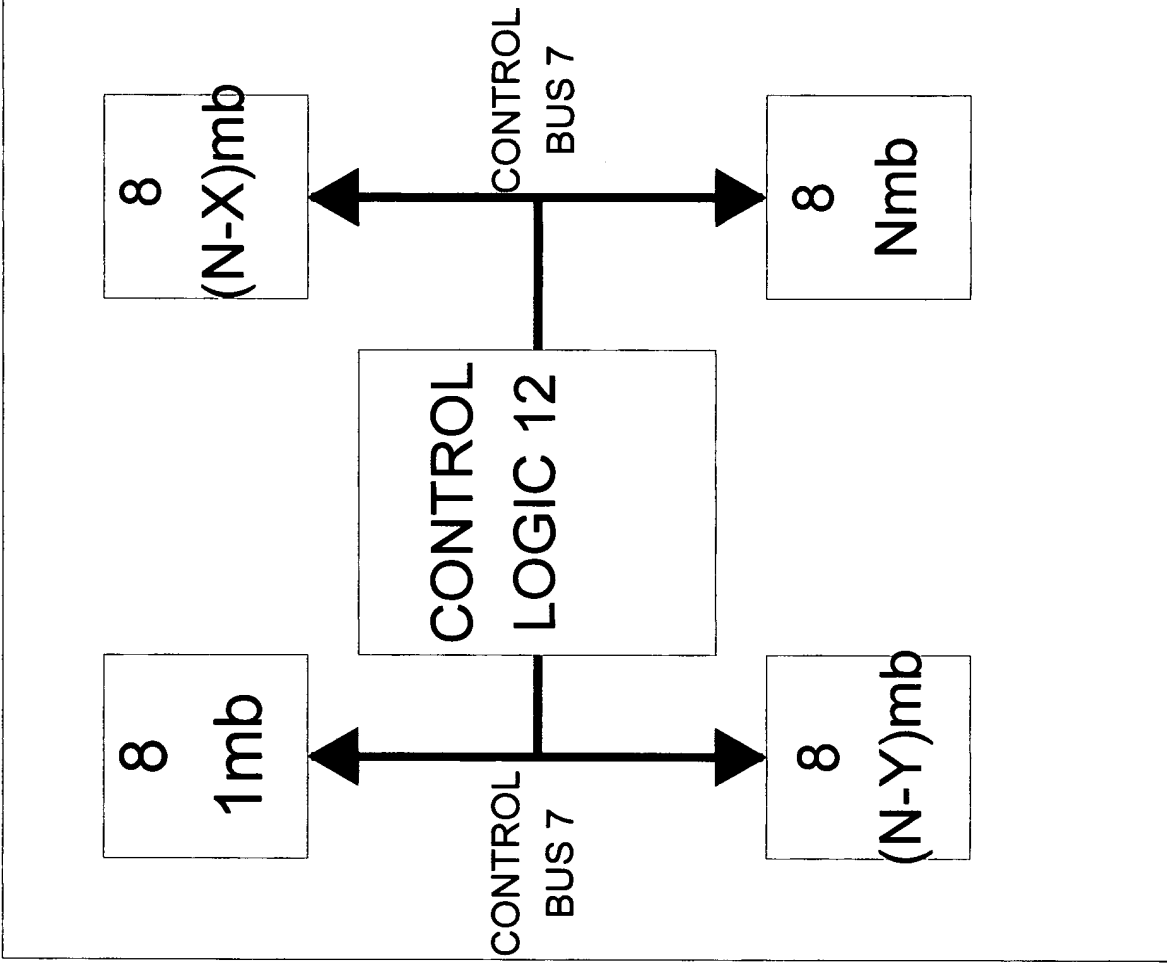 8
1mb
8
(N-X)mb
CONTROL
BUS 7
CONTROL
LOGIC 12
CONTROL
BUS 7
8
(N-Y)mb
8
Nmb